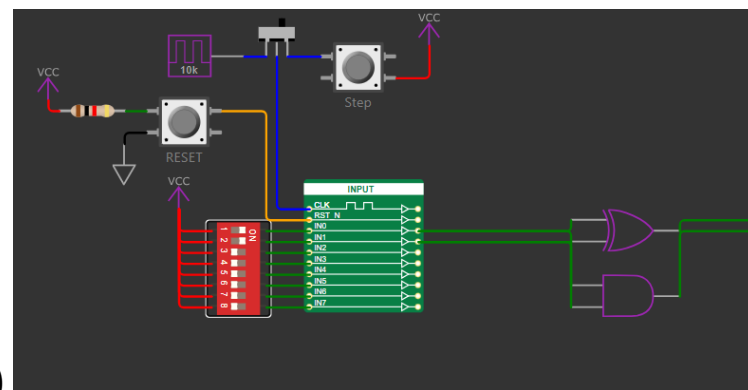 VCC
10k
Step
VCC
RESET
VCC
INPUT
CLK
RST_N
IN0
IN1
IN2
IN3
IN4
IN5
IN6
IN7
ON
1
2
3
4
5
6
7
8
)